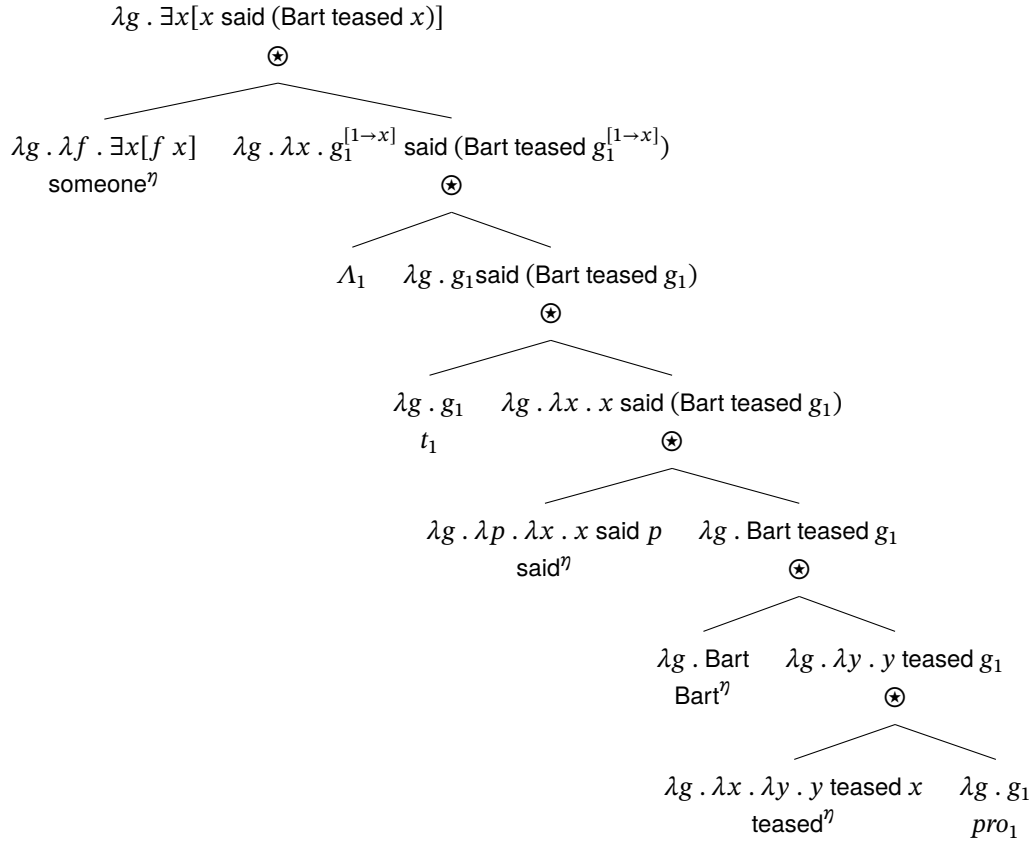 λg . ∃x[x said (Bart teased x)]
⊛
λg . λf . ∃x[f x] λg . λx . g₁^[1→x] said (Bart teased g₁^[1→x])
someone^η ⊛
Λ₁ λg . g₁said (Bart teased g₁)
⊛
λg . g₁ λg . λx . x said (Bart teased g₁)
t₁ ⊛
λg . λp . λx . x said p λg . Bart teased g₁
said^η ⊛
λg . Bart λg . λy . y teased g₁
Bart^η ⊛
λg . λx . λy . y teased x λg . g₁
teased^η pro₁